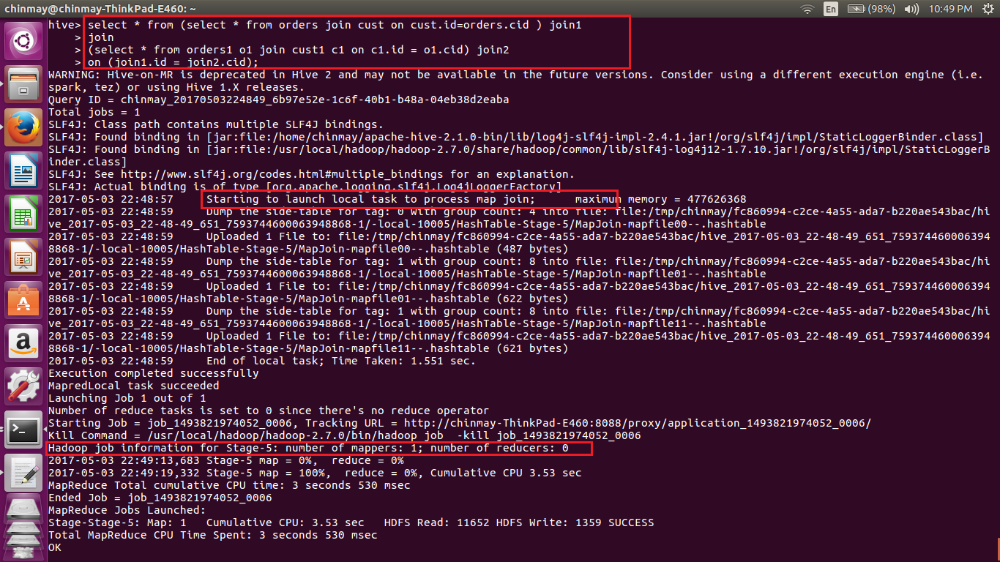 chinmay@chinmay-ThinkPad-E460: ~
En (98%) 10:49 PM
hive> select * from (select * from orders join cust on cust.id=orders.cid ) join1
    > join
    > (select * from orders1 o1 join cust1 c1 on c1.id = o1.cid) join2
    > on (join1.id = join2.cid);
WARNING: Hive-on-MR is deprecated in Hive 2 and may not be available in the future versions. Consider using a different execution engine (i.e.
spark, tez) or using Hive 1.X releases.
Query ID = chinmay_20170503224849_6b97e52e-1c6f-40b1-b48a-04eb38d2eaba
Total jobs = 1
SLF4J: Class path contains multiple SLF4J bindings.
SLF4J: Found binding in [jar:file:/home/chinmay/apache-hive-2.1.0-bin/lib/log4j-slf4j-impl-2.4.1.jar!/org/slf4j/impl/StaticLoggerBinder.class]
SLF4J: Found binding in [jar:file:/usr/local/hadoop/hadoop-2.7.0/share/hadoop/common/lib/slf4j-log4j12-1.7.10.jar!/org/slf4j/impl/StaticLoggerB
inder.class]
SLF4J: See http://www.slf4j.org/codes.html#multiple_bindings for an explanation.
SLF4J: Actual binding is of type [org.apache.logging.slf4j.Log4jLoggerFactory]
2017-05-03 22:48:57     Starting to launch local task to process map join;      maximum memory = 477626368
2017-05-03 22:48:59     Dump the side-table for tag: 0 with group count: 4 into file: file:/tmp/chinmay/fc860994-c2ce-4a55-ada7-b220ae543bac/hi
ve_2017-05-03_22-48-49_651_7593744600063948868-1/-local-10005/HashTable-Stage-5/MapJoin-mapfile00--.hashtable
2017-05-03 22:48:59     Uploaded 1 File to: file:/tmp/chinmay/fc860994-c2ce-4a55-ada7-b220ae543bac/hive_2017-05-03_22-48-49_651_759374460006394
8868-1/-local-10005/HashTable-Stage-5/MapJoin-mapfile00--.hashtable (487 bytes)
2017-05-03 22:48:59     Dump the side-table for tag: 1 with group count: 8 into file: file:/tmp/chinmay/fc860994-c2ce-4a55-ada7-b220ae543bac/hi
ve_2017-05-03_22-48-49_651_7593744600063948868-1/-local-10005/HashTable-Stage-5/MapJoin-mapfile01--.hashtable
2017-05-03 22:48:59     Uploaded 1 File to: file:/tmp/chinmay/fc860994-c2ce-4a55-ada7-b220ae543bac/hive_2017-05-03_22-48-49_651_759374460006394
8868-1/-local-10005/HashTable-Stage-5/MapJoin-mapfile01--.hashtable (622 bytes)
2017-05-03 22:48:59     Dump the side-table for tag: 1 with group count: 8 into file: file:/tmp/chinmay/fc860994-c2ce-4a55-ada7-b220ae543bac/hi
ve_2017-05-03_22-48-49_651_7593744600063948868-1/-local-10005/HashTable-Stage-5/MapJoin-mapfile11--.hashtable
2017-05-03 22:48:59     Uploaded 1 File to: file:/tmp/chinmay/fc860994-c2ce-4a55-ada7-b220ae543bac/hive_2017-05-03_22-48-49_651_759374460006394
8868-1/-local-10005/HashTable-Stage-5/MapJoin-mapfile11--.hashtable (621 bytes)
2017-05-03 22:48:59     End of local task; Time Taken: 1.551 sec.
Execution completed successfully
MapredLocal task succeeded
Launching Job 1 out of 1
Number of reduce tasks is set to 0 since there's no reduce operator
Starting Job = job_1493821974052_0006, Tracking URL = http://chinmay-ThinkPad-E460:8088/proxy/application_1493821974052_0006/
Kill Command = /usr/local/hadoop/hadoop-2.7.0/bin/hadoop job  -kill job_1493821974052_0006
Hadoop job information for Stage-5: number of mappers: 1; number of reducers: 0
2017-05-03 22:49:13,683 Stage-5 map = 0%,  reduce = 0%
2017-05-03 22:49:19,332 Stage-5 map = 100%,  reduce = 0%, Cumulative CPU 3.53 sec
MapReduce Total cumulative CPU time: 3 seconds 530 msec
Ended Job = job_1493821974052_0006
MapReduce Jobs Launched:
Stage-Stage-5: Map: 1   Cumulative CPU: 3.53 sec   HDFS Read: 11652 HDFS Write: 1359 SUCCESS
Total MapReduce CPU Time Spent: 3 seconds 530 msec
OK